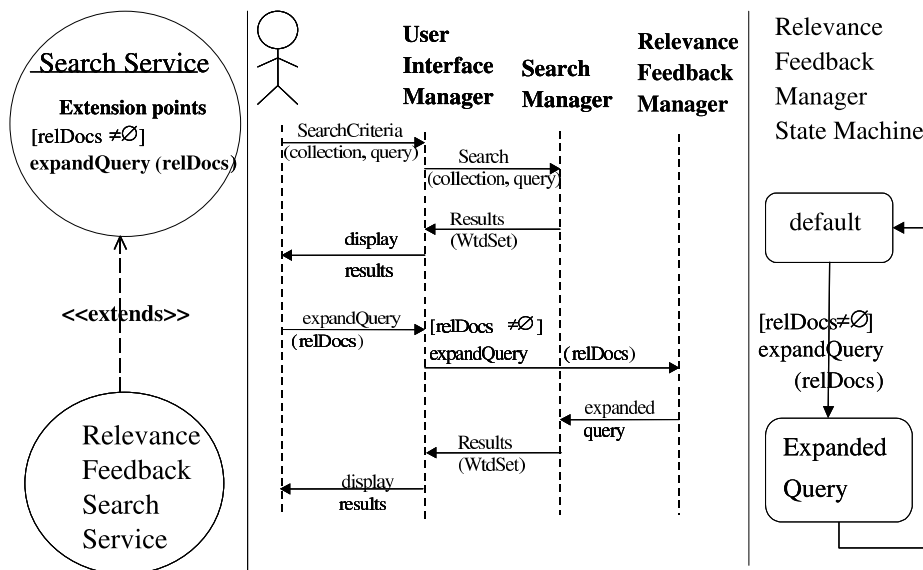 Search Service
Extension points
[relDocs ≠∅]
expandQuery (relDocs)
<<extends>>
Relevance
Feedback
Search
Service
User
Interface
Manager
Search
Manager
Relevance
Feedback
Manager
SearchCriteria
(collection, query)
Search
(collection, query)
Results
(WtdSet)
display
results
expandQuery
(relDocs)
[relDocs ≠∅]
expandQuery (relDocs)
expanded
query
Results
(WtdSet)
display
results
Relevance
Feedback
Manager
State Machine
default
[relDocs≠∅]
expandQuery
(relDocs)
Expanded
Query